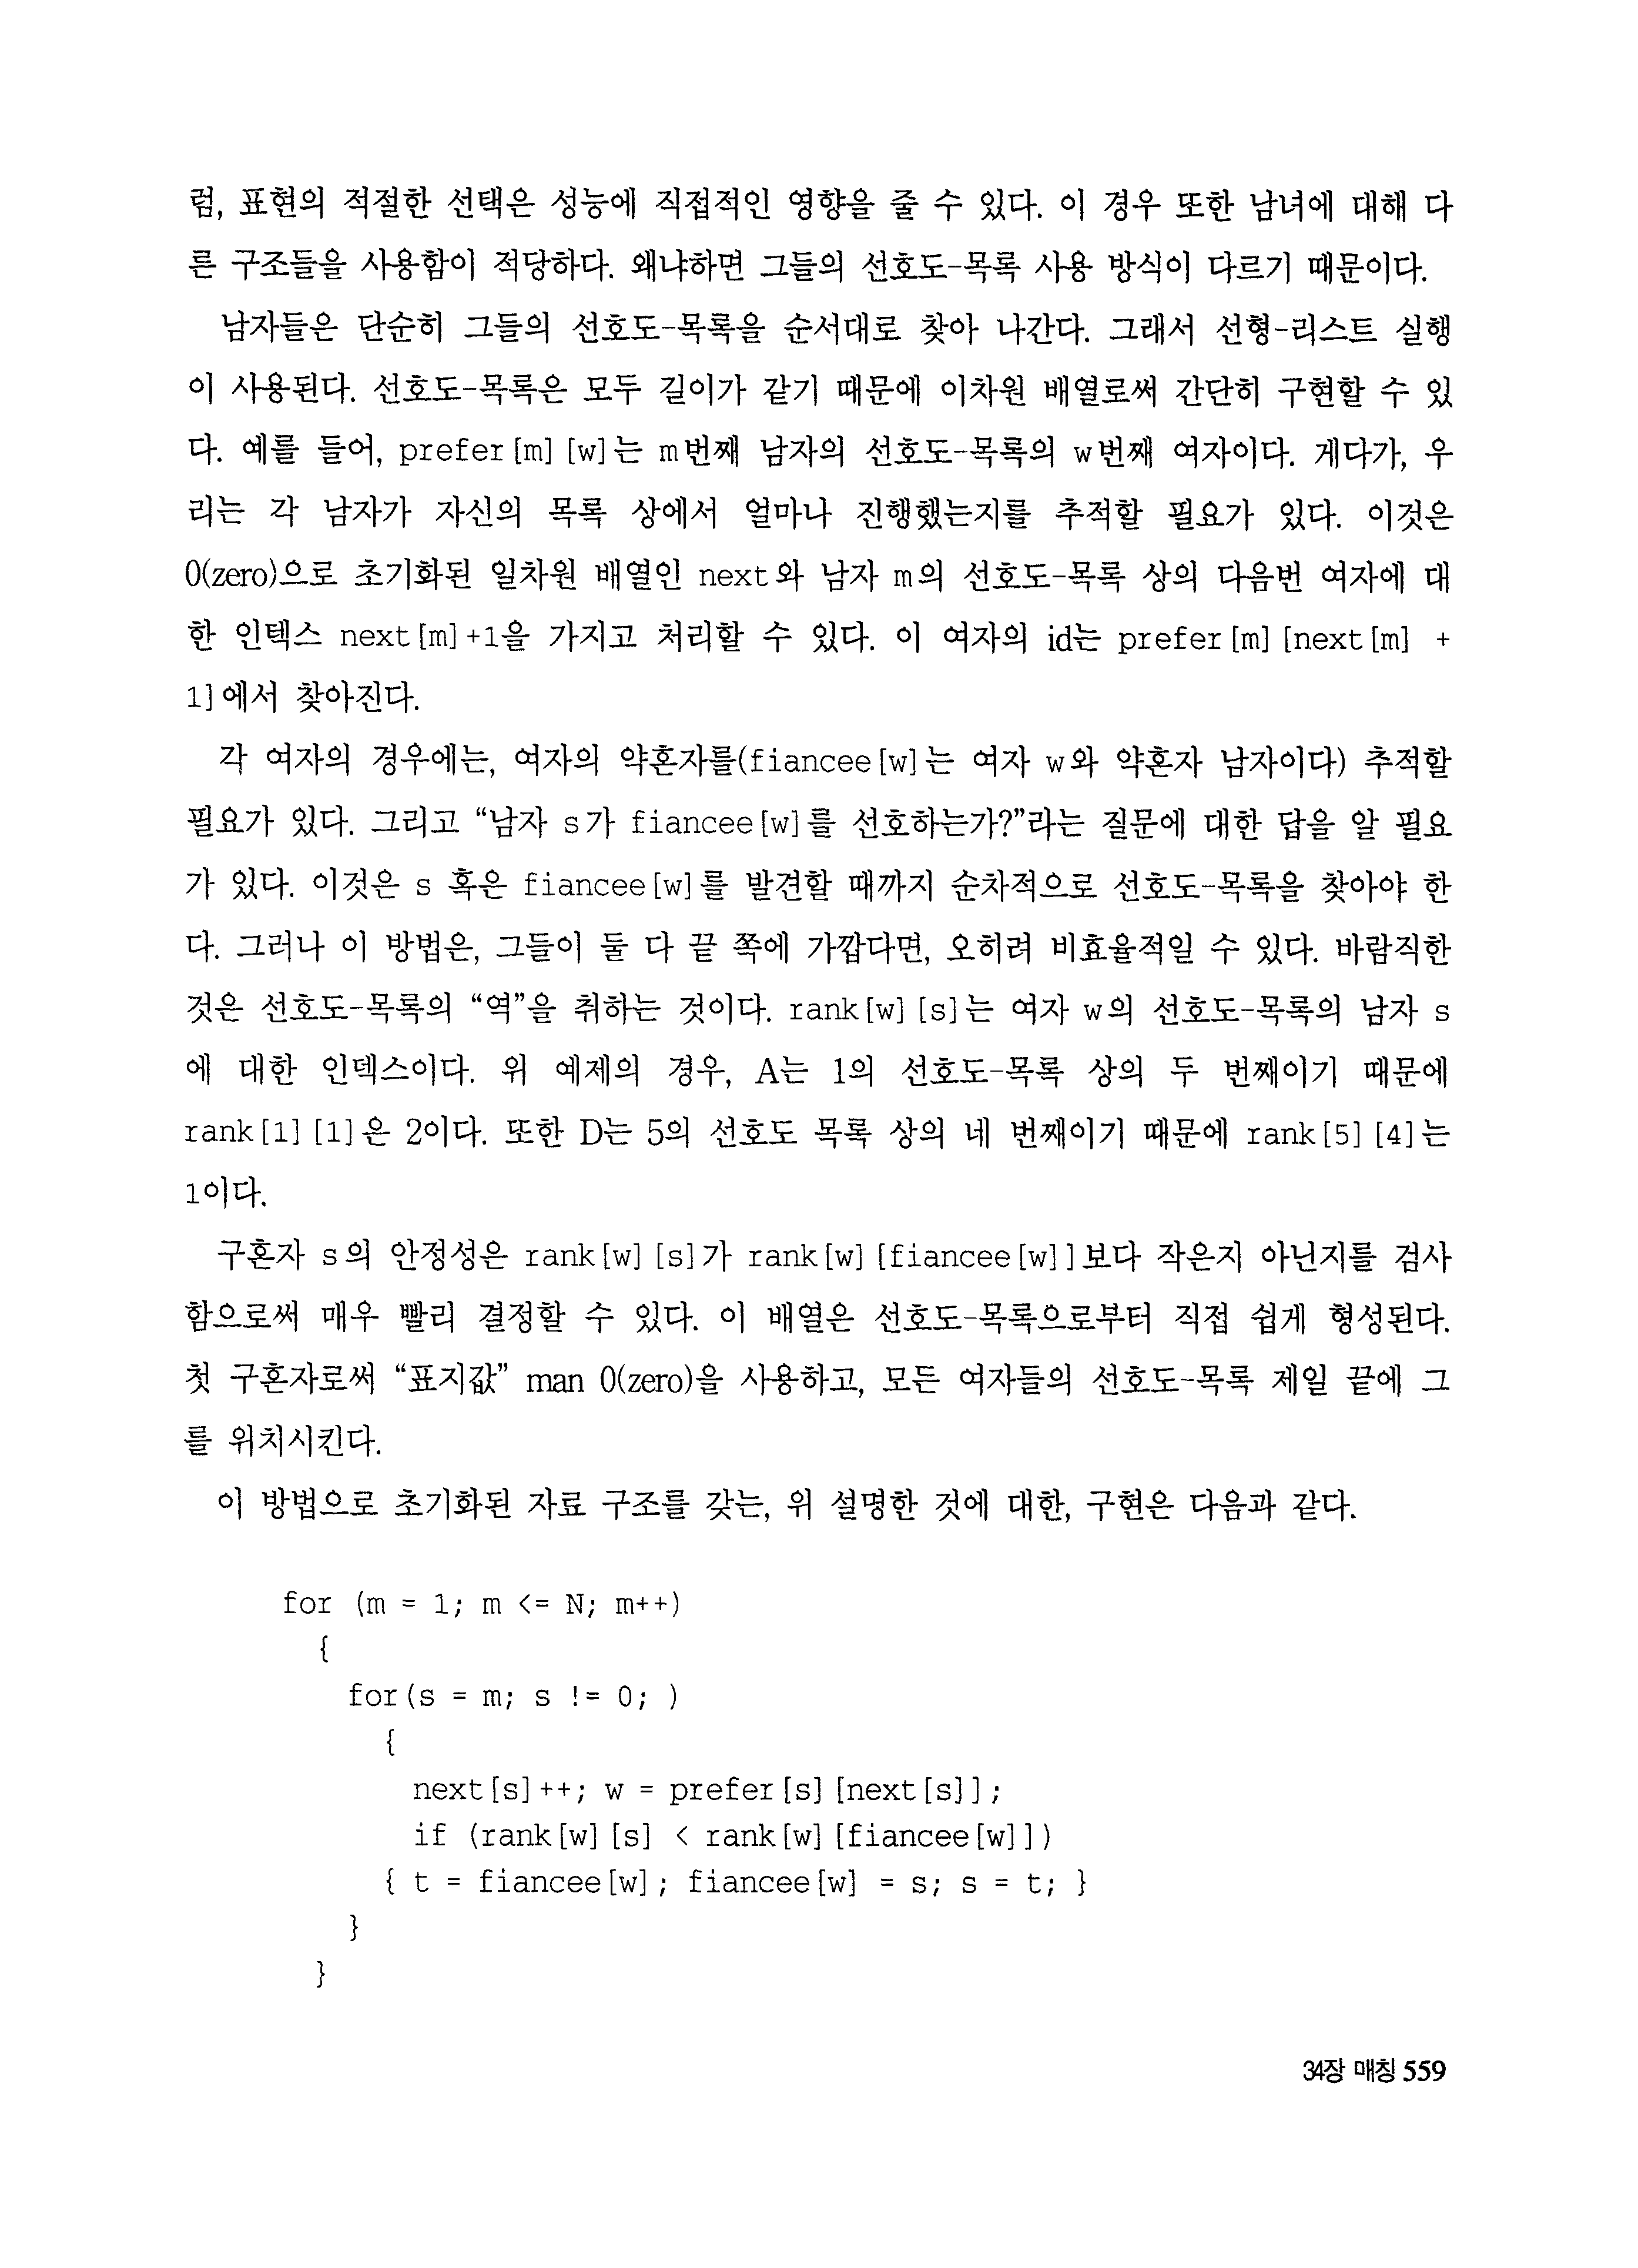 럼, 표현의 적절한 선택은 성능에 직접적인 영향을 줄 수 있다. 이 경우 또한 남녀에 대해 다
른 구조들을 사용함이 적당하다. 왜냐하면 그들의 선호도-목록 사용 방식이 다르기 때문이다.
남자들은 단순히 그들의 선호도-목록을 순서대로 찾아 나간다. 그래서 선형-리스트 실행
이 사용된다. 선호도-목록은 모두 길이가 같기 때문에 이차원 배열로써 간단히 구현할 수 있
다. 예를 들어, prefer[m][w]는 m번째 남자의 선호도-목록의 w번째 여자이다. 게다가, 우
리는 각 남자가 자신의 목록 상에서 얼마나 진행했는지를 추적할 필요가 있다. 이것은
0(zero)으로 초기화된 일차원 배열인 next와 남자 m의 선호도-목록 상의 다음번 여자에 대
한 인텍스 next[m]+1을 가지고 처리할 수 있다. 이 여자의 id는 prefer[m][next[m] +
1]에서 찾아진다.
각 여자의 경우에는, 여자의 약혼자를(fiancee[w]는 여자 w와 약혼자 남자이다) 추적할
필요가 있다. 그리고 “남자 s가 fiancee[w]를 선호하는가?”라는 질문에 대한 답을 알 필요
가 있다. 이것은 s 혹은 fiancee[w]를 발견할 때까지 순차적으로 선호도-목록을 찾아야 한
다. 그러나 이 방법은, 그들이 둘 다 끝 쪽에 가깝다면, 오히려 비효율적일 수 있다. 바람직한
것은 선호도-목록의 “역”을 취하는 것이다. rank[w][s]는 여자 w의 선호도-목록의 남자 s
에 대한 인덱스이다. 위 예제의 경우, A는 1의 선호도-목록 상의 두 번째이기 때문에
rank[1][1]은 2이다. 또한 D는 5의 선호도 목록 상의 네 번째이기 때문에 rank[5][4]는
1이다.
구혼자 s의 안정성은 rank[w][s]가 rank[w][fiancee[w]]보다 작은지 아닌지를 검사
함으로써 매우 빨리 결정할 수 있다. 이 배열은 선호도-목록으로부터 직접 쉽게 형성된다.
첫 구혼자로써 “표지값” man 0(zero)을 사용하고, 모든 여자들의 선호도-목록 제일 끝에 그
를 위치시킨다.
이 방법으로 초기화된 자료 구조를 갖는, 위 설명한 것에 대한, 구현은 다음과 같다.
for (m = 1; m <= N; m++)
{
for(s = m; s != 0; )
{
next[s]++; w = prefer[s][next[s]];
if (rank[w][s] < rank[w][fiancee[w]])
{ t = fiancee[w]; fiancee[w] = s; s = t; }
}
}
34장 매칭 559